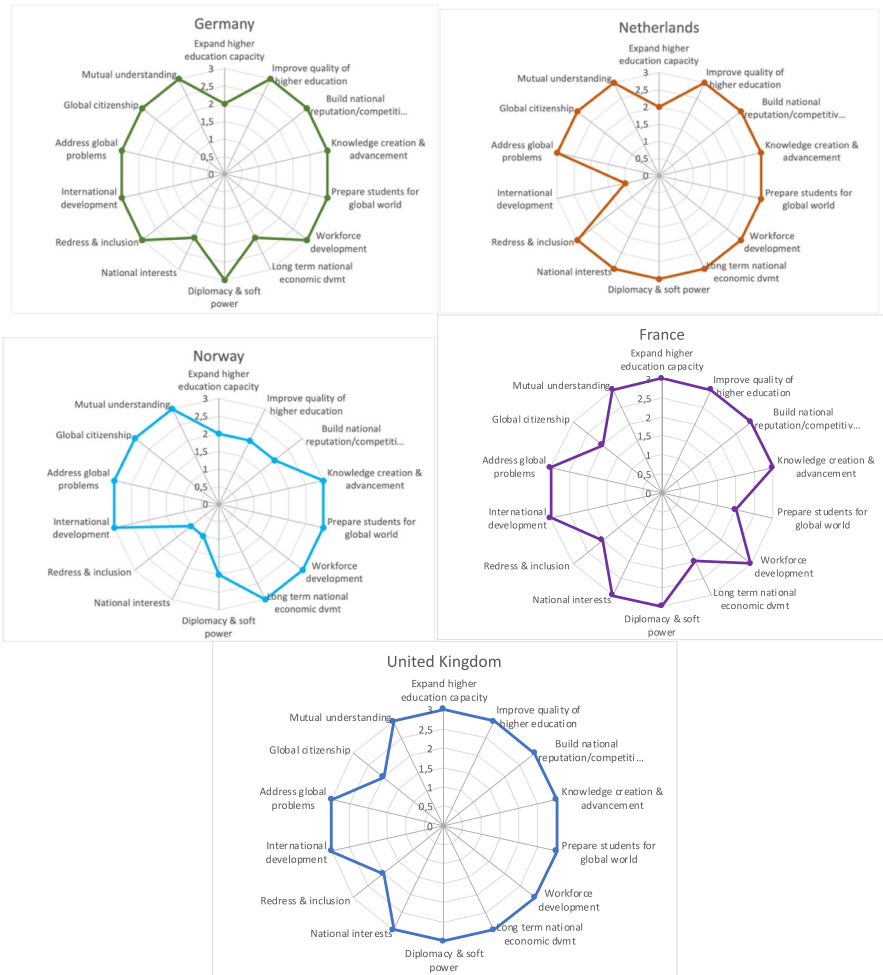 Germany
Expand higher
education capacity
Improve quality of
higher education
Build national
reputation/competiti...
Knowledge creation &
advancement
Prepare students for
global world
Workforce
development
Long term national
economic dvmt
Diplomacy & soft
power
National interests
Redress & inclusion
International
development
Address global
problems
Global citizenship
Mutual understanding
3
2,5
2
1,5
1
0,5
0
Netherlands
Expand higher
education capacity
Improve quality of
higher education
Build national
reputation/competitiv...
Knowledge creation &
advancement
Prepare students for
global world
Workforce
development
Long term national
economic dvmt
Diplomacy & soft power
National interests
Redress & inclusion
International
development
Address global
problems
Global citizenship
Mutual understanding
3
2,5
2
1,5
1
0,5
0
Norway
Expand higher
education capacity
Improve quality of
higher education
Build national
reputation/competiti...
Knowledge creation &
advancement
Prepare students for
global world
Workforce
development
Long term national
economic dvmt
Diplomacy & soft
power
National interests
Redress & inclusion
International
development
Address global
problems
Global citizenship
Mutual understanding
3
2,5
2
1,5
1
0,5
0
France
Expand higher
education capacity
Improve quality of
higher education
Build national
reputation/competitiv...
Knowledge creation &
advancement
Prepare students for
global world
Workforce
development
Long term national
economic dvmt
Diplomacy & soft
power
National interests
Redress & inclusion
International
development
Address global
problems
Global citizenship
Mutual understanding
3
2,5
2
1,5
1
0,5
0
United Kingdom
Expand higher
education capacity
Improve quality of
higher education
Build national
reputation/competiti...
Knowledge creation &
advancement
Prepare students for
global world
Workforce
development
Long term national
economic dvmt
Diplomacy & soft
power
National interests
Redress & inclusion
International
development
Address global
problems
Global citizenship
Mutual understanding
3
2,5
2
1,5
1
0,5
0